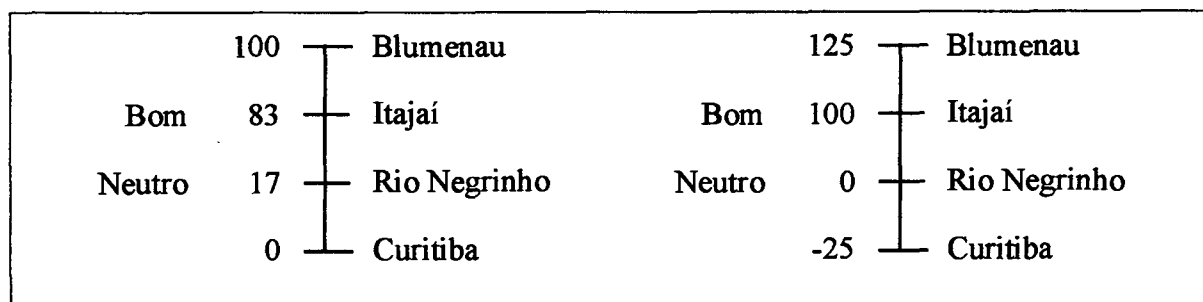 100 Blumenau 125 Blumenau
Bom 83 Itajaí Bom 100 Itajaí
Neutro 17 Rio Negrinho Neutro 0 Rio Negrinho
0 Curitiba -25 Curitiba